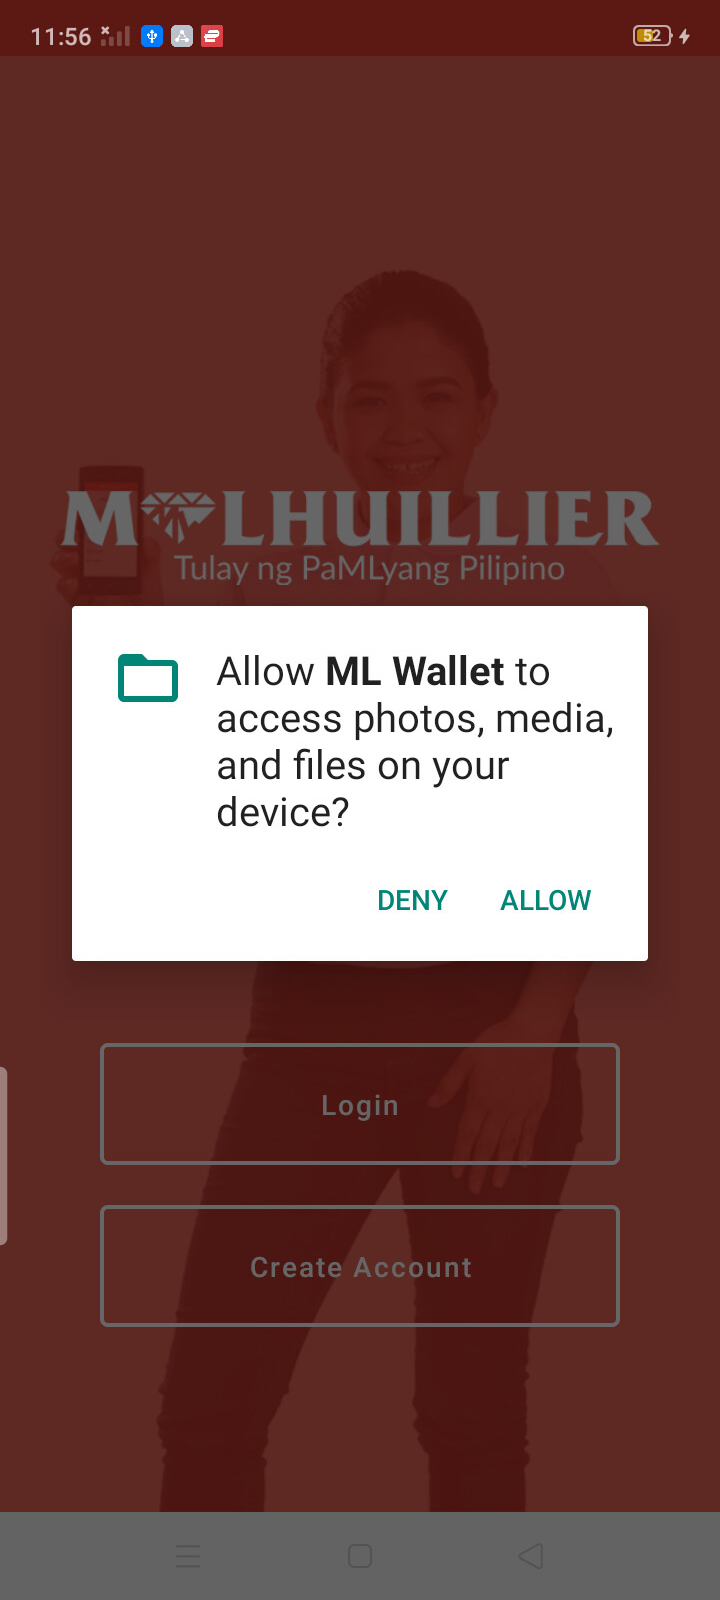 11:56
52
M LHUILLIER
Tulay ng PaMLyang Pilipino
Allow ML Wallet to
access photos, media,
and files on your
device?
DENY ALLOW
Login
Create Account